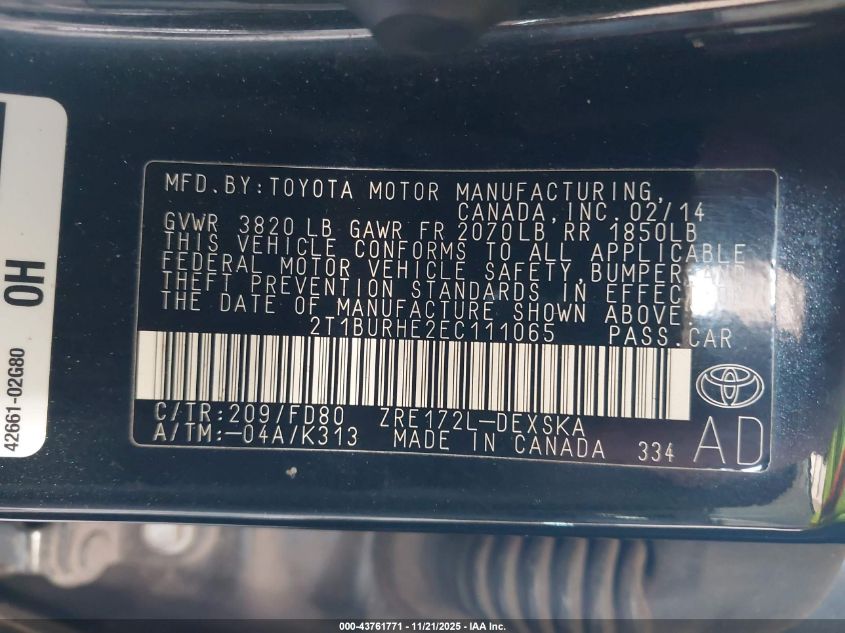 MFD.BY:TOYOTA MOTOR MANUFACTURING,
CANADA, INC. 02/14
GVWR 3820 LB GAWR FR 2070LB, RR 1850LB
THIS VEHICLE CONFORMS TO ALL APPLICABLE
FEDERAL MOTOR VEHICLE SAFETY, BUMPER AND
THEFT PREVENTION STANDARDS IN EFFECT ON
THE DATE OF MANUFACTURE SHOWN ABOVE.
2T1BURHE2EC111065 PASS.CAR
C/TR:209/FD80 ZRE172L-DEXSKA
A/TM:-04A/K313 MADE IN CANADA 334 AD
42661-02G80 0H
000-43761771 - 11/21/2025 - IAA Inc.